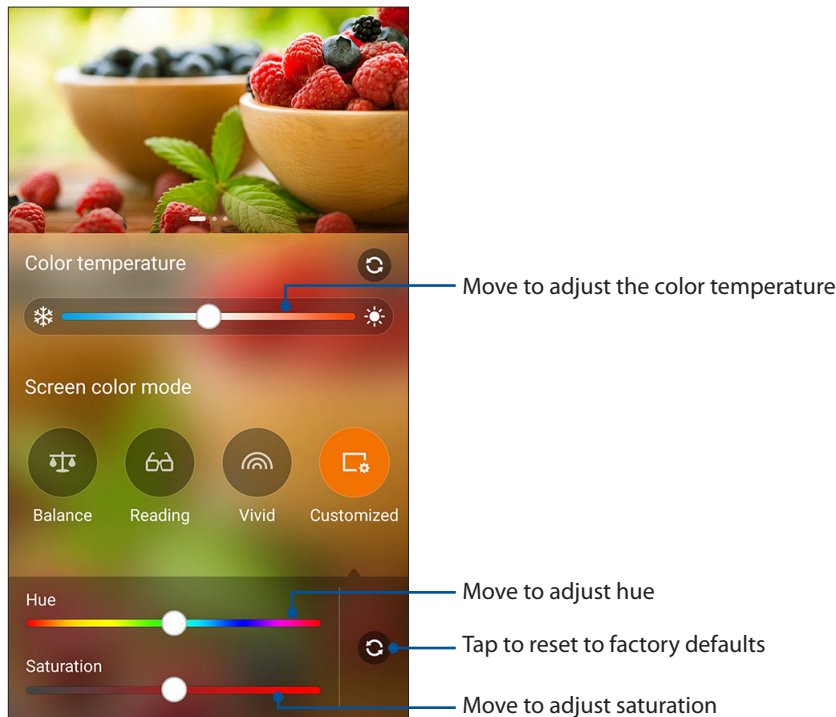 Color temperature
Move to adjust the color temperature
Screen color mode
Balance Reading Vivid Customized
Hue
Move to adjust hue
Tap to reset to factory defaults
Saturation
Move to adjust saturation